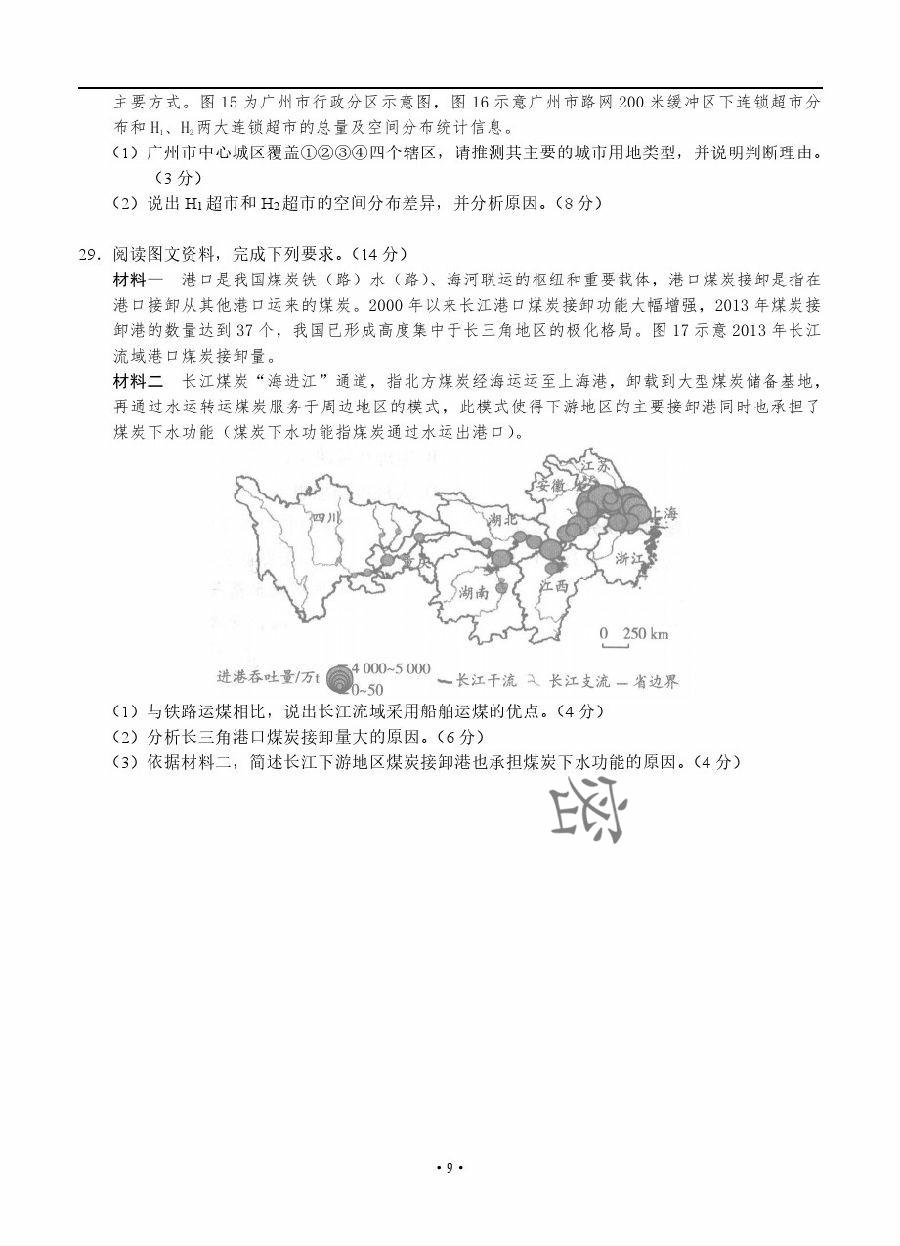 主要方式。图 15 为广州市行政分区示意图，图 16 示意广州市路网 200 米缓冲区下连锁超市分
布和 H₁、H₂ 两大连锁超市的总量及空间分布统计信息。
（1）广州市中心城区覆盖①②③④四个辖区，请推测其主要的城市用地类型，并说明判断理由。
（3 分）
（2）说出 H₁ 超市和 H₂ 超市的空间分布差异，并分析原因。（8 分）
29．阅读图文资料，完成下列要求。（14 分）
材料一 港口是我国煤炭铁（路）水（路）、海河联运的枢纽和重要载体，港口煤炭接卸是指在
港口接卸从其他港口运来的煤炭。2000 年以来长江港口煤炭接卸功能大幅增强，2013 年煤炭接
卸港的数量达到 37 个，我国已形成高度集中于长三角地区的极化格局。图 17 示意 2013 年长江
流域港口煤炭接卸量。
材料二 长江煤炭“海进江”通道，指北方煤炭经海运运至上海港，卸载到大型煤炭储备基地，
再通过水运转运煤炭服务于周边地区的模式，此模式使得下游地区的主要接卸港同时也承担了
煤炭下水功能（煤炭下水功能指煤炭通过水运出港口）。
江苏
安徽
四川
湖北
上海
重庆
浙江
湖南
江西
0 250 km
进港吞吐量/万t
4 000~5 000
0~50
长江干流 长江支流 省边界
（1）与铁路运煤相比，说出长江流域采用船舶运煤的优点。（4 分）
（2）分析长三角港口煤炭接卸量大的原因。（6 分）
（3）依据材料二，简述长江下游地区煤炭接卸港也承担煤炭下水功能的原因。（4 分）
·9·